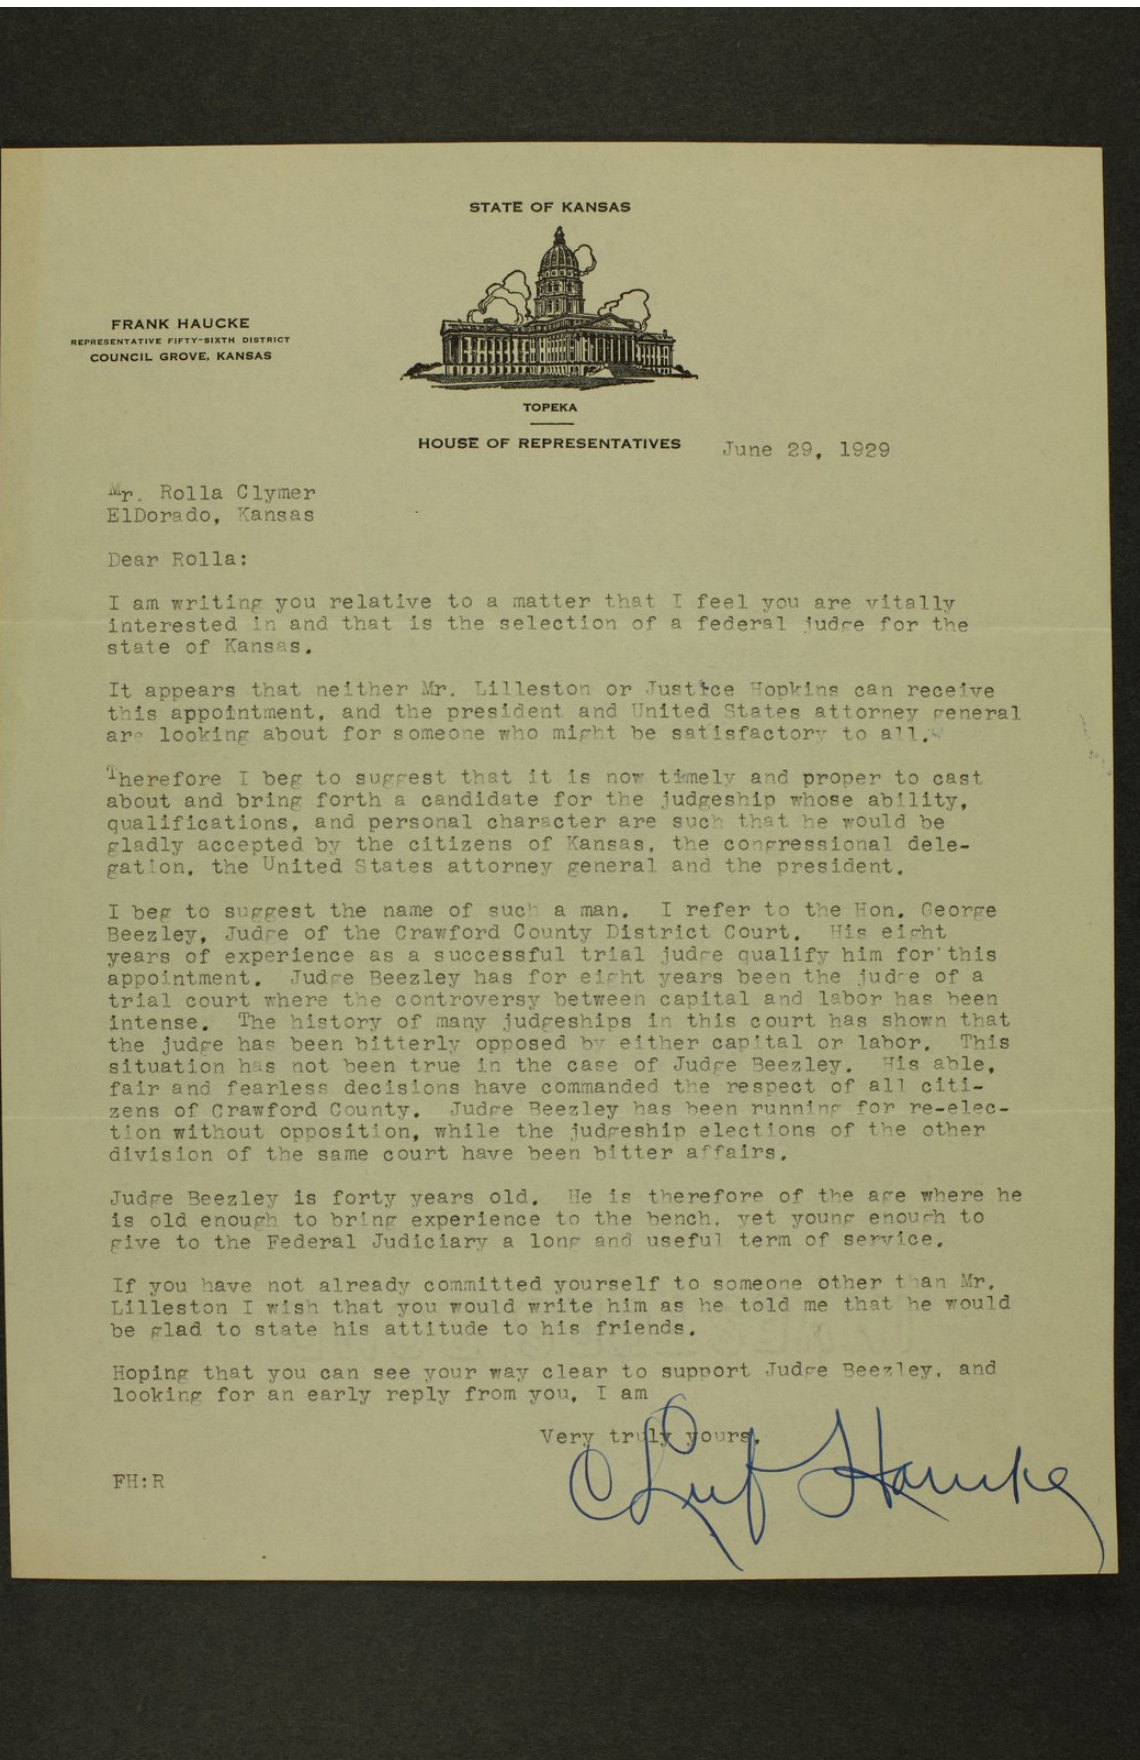 STATE OF KANSAS
FRANK HAUCKE
REPRESENTATIVE FIFTY-SIXTH DISTRICT
COUNCIL GROVE, KANSAS
TOPEKA
HOUSE OF REPRESENTATIVES
June 29, 1929
Mr. Rolla Clymer
ElDorado, Kansas
Dear Rolla:
I am writing you relative to a matter that I feel you are vitally
interested in and that is the selection of a federal judge for the
state of Kansas.
It appears that neither Mr. Lilleston or Justice Hopkins can receive
this appointment, and the president and United States attorney general
are looking about for someone who might be satisfactory to all.
Therefore I beg to suggest that it is now timely and proper to cast
about and bring forth a candidate for the judgeship whose ability,
qualifications, and personal character are such that he would be
gladly accepted by the citizens of Kansas, the congressional dele-
gation, the United States attorney general and the president.
I beg to suggest the name of such a man. I refer to the Hon. George
Beezley, Judge of the Crawford County District Court. His eight
years of experience as a successful trial judge qualify him for this
appointment. Judge Beezley has for eight years been the judge of a
trial court where the controversy between capital and labor has been
intense. The history of many judgeships in this court has shown that
the judge has been bitterly opposed by either capital or labor. This
situation has not been true in the case of Judge Beezley. His able,
fair and fearless decisions have commanded the respect of all citi-
zens of Crawford County. Judge Beezley has been running for re-elec-
tion without opposition, while the judgeship elections of the other
division of the same court have been bitter affairs.
Judge Beezley is forty years old. He is therefore of the age where he
is old enough to bring experience to the bench, yet young enough to
give to the Federal Judiciary a long and useful term of service.
If you have not already committed yourself to someone other than Mr.
Lilleston I wish that you would write him as he told me that he would
be glad to state his attitude to his friends.
Hoping that you can see your way clear to support Judge Beezley, and
looking for an early reply from you, I am
Very truly yours,
Chief Haucke
FH:R